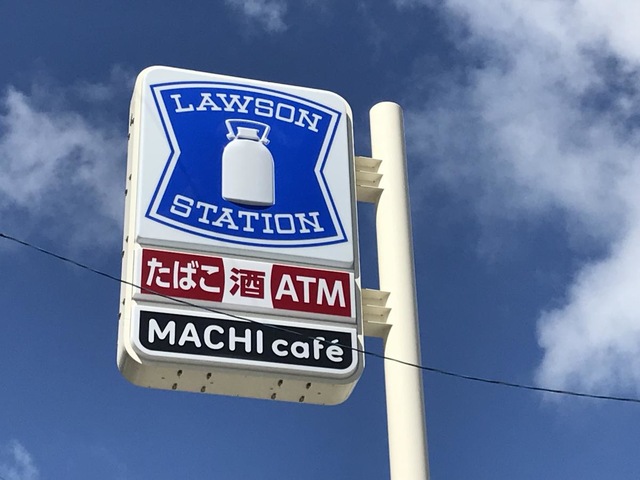 LAWSON
STATION
たばこ 酒 ATM
MACHI café